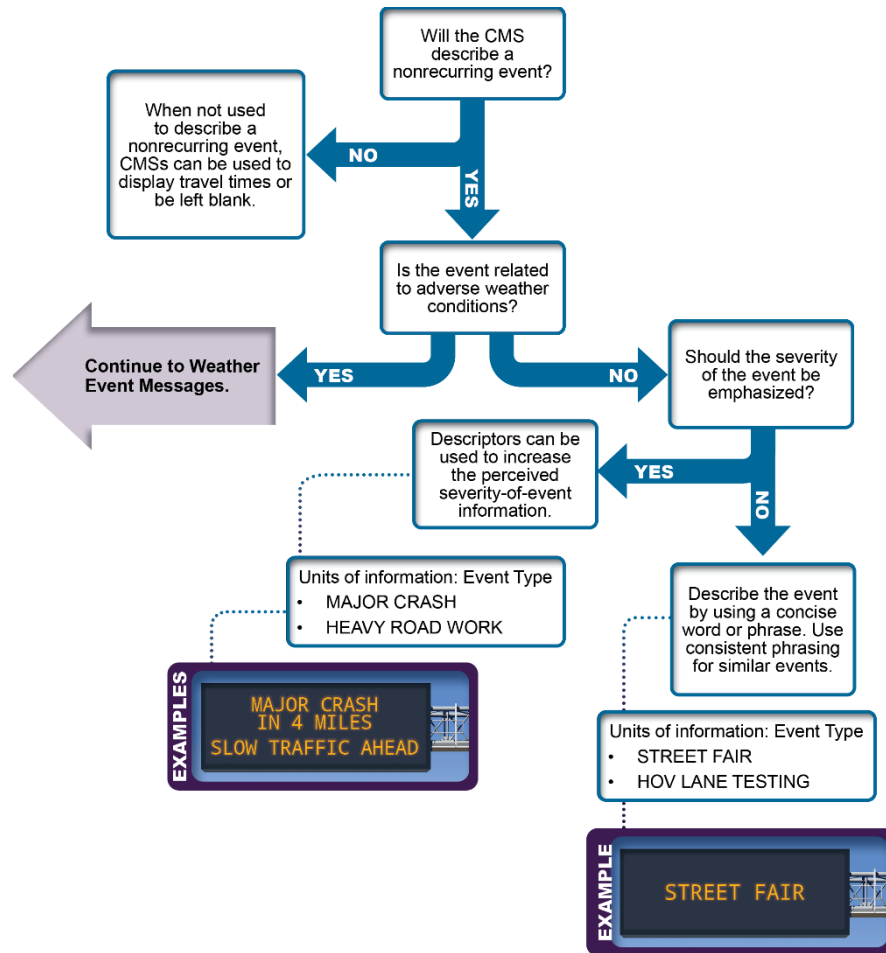 Will the CMS
describe a
nonrecurring event?
When not used
to describe a
nonrecurring event,
CMSs can be used to
display travel times or
be left blank.
NO
YES
Is the event related
to adverse weather
conditions?
Continue to Weather
Event Messages.
YES
NO
Should the severity
of the event be
emphasized?
Descriptors can be
used to increase
the perceived
severity-of-event
information.
YES
NO
Units of information: Event Type
• MAJOR CRASH
• HEAVY ROAD WORK
Describe the event
by using a concise
word or phrase. Use
consistent phrasing
for similar events.
EXAMPLES
MAJOR CRASH
IN 4 MILES
SLOW TRAFFIC AHEAD
Units of information: Event Type
• STREET FAIR
• HOV LANE TESTING
EXAMPLE
STREET FAIR